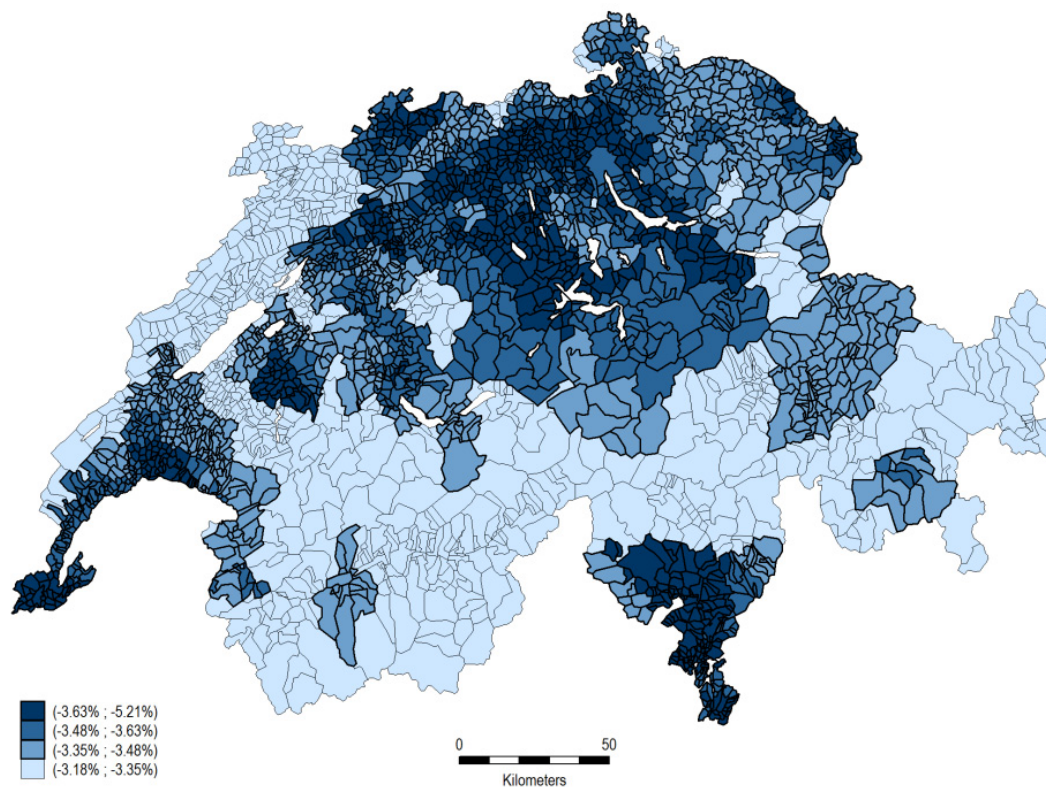 (-3.63% ; -5.21%)
(-3.48% ; -3.63%)
(-3.35% ; -3.48%)
(-3.18% ; -3.35%)
0 50
Kilometers